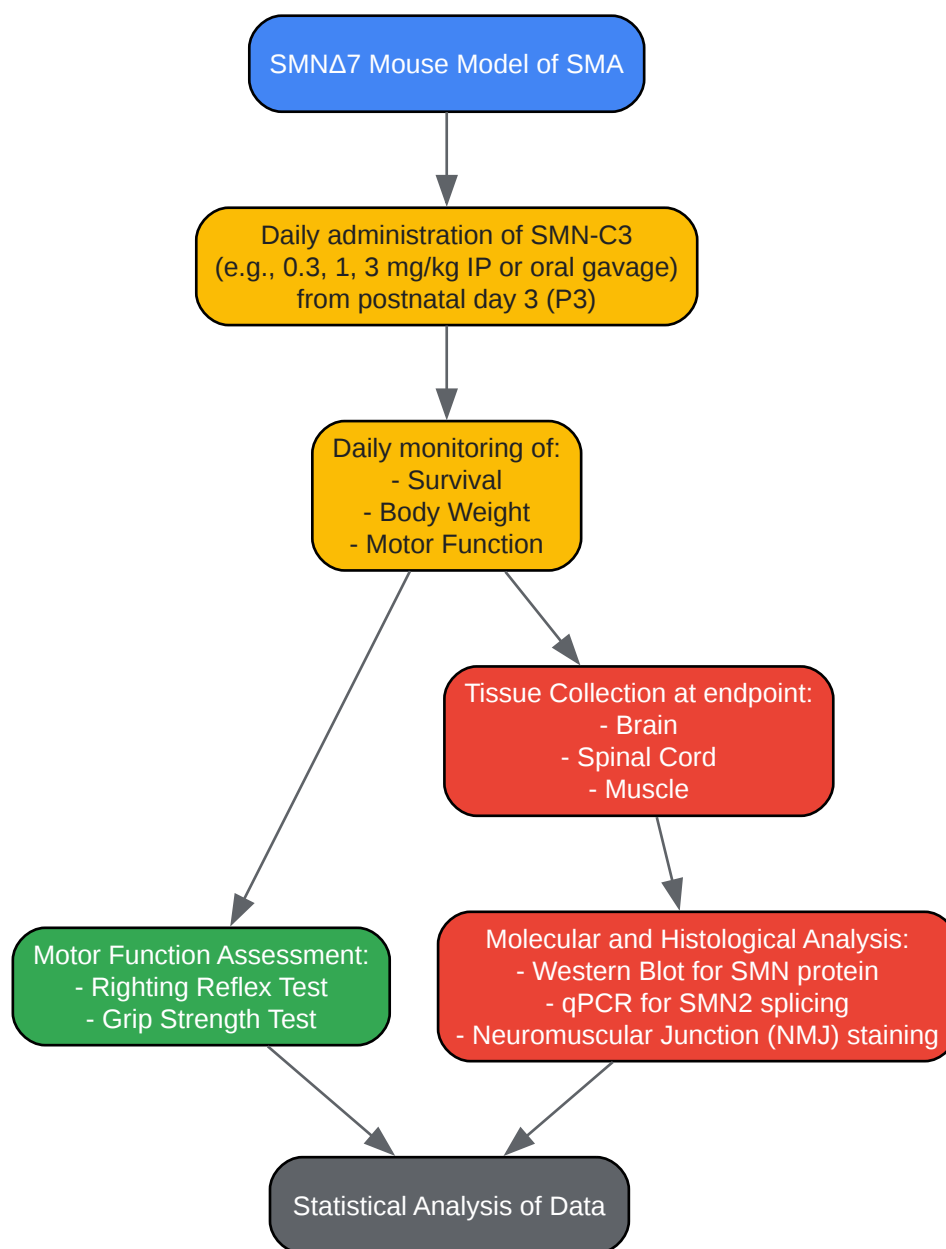 SMNΔ7 Mouse Model of SMA
Daily administration of SMN-C3
(e.g., 0.3, 1, 3 mg/kg IP or oral gavage)
from postnatal day 3 (P3)
Daily monitoring of:
- Survival
- Body Weight
- Motor Function
Tissue Collection at endpoint:
- Brain
- Spinal Cord
- Muscle
Motor Function Assessment:
- Righting Reflex Test
- Grip Strength Test
Molecular and Histological Analysis:
- Western Blot for SMN protein
- qPCR for SMN2 splicing
- Neuromuscular Junction (NMJ) staining
Statistical Analysis of Data